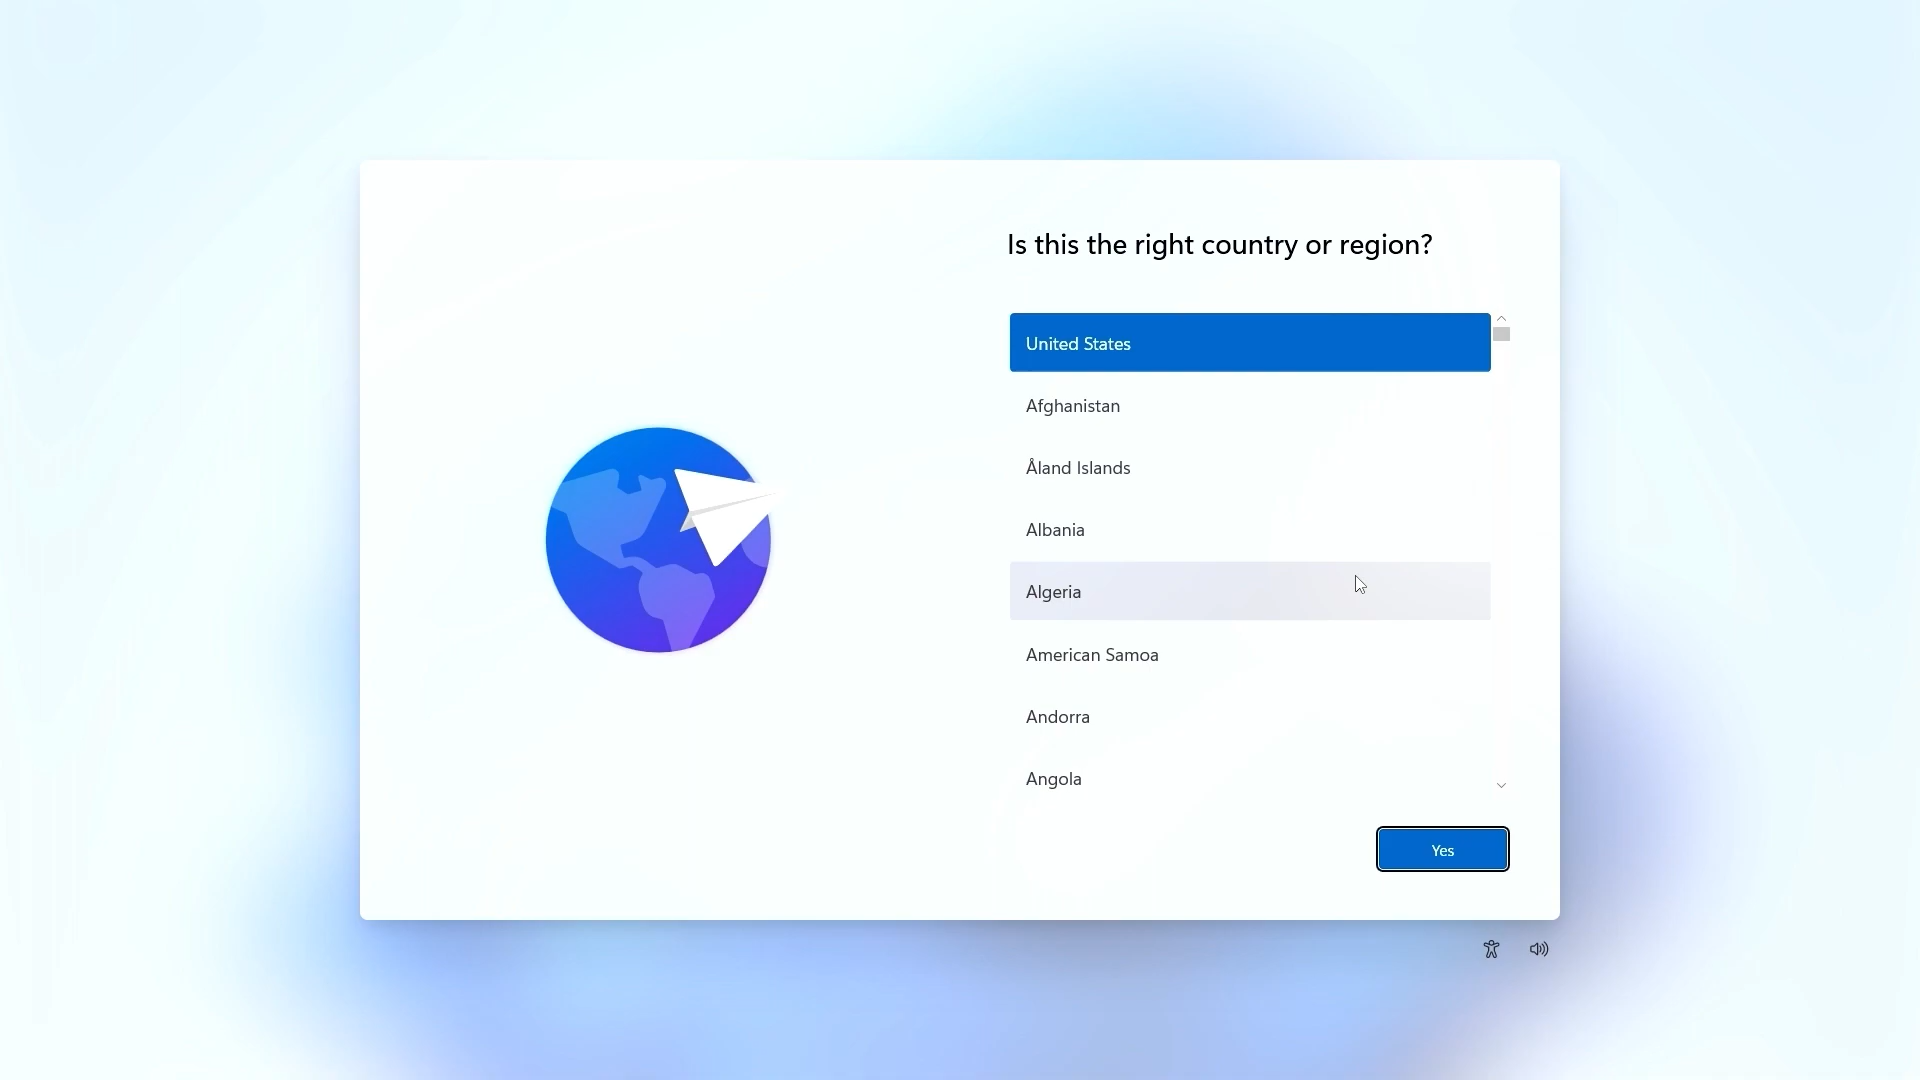 Is this the right country or region?
United States
Afghanistan
Åland Islands
Albania
Algeria
American Samoa
Andorra
Angola
Yes